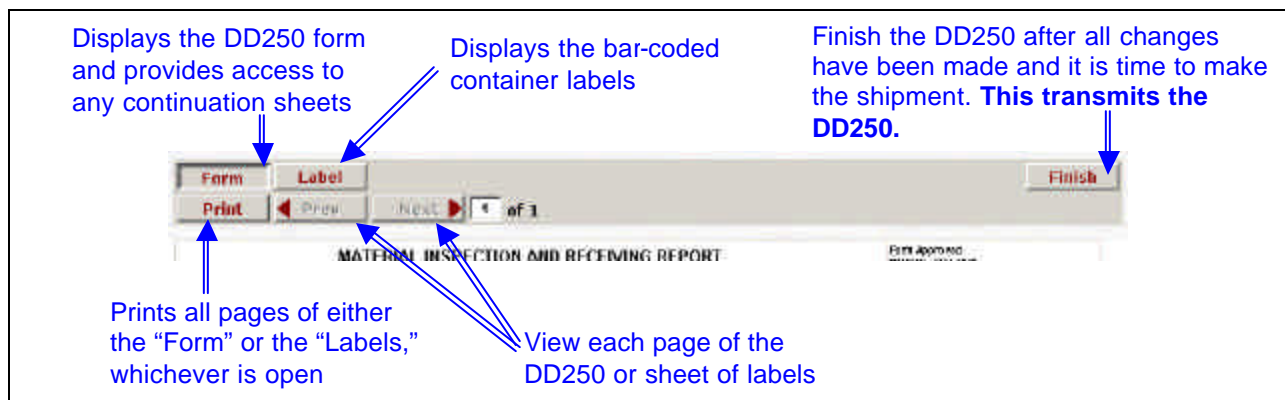 Displays the DD250 form
and provides access to
any continuation sheets
Displays the bar-coded
container labels
Finish the DD250 after all changes
have been made and it is time to make
the shipment. This transmits the
DD250.
Form Label Finish
Print Prev Next of 1
MATERIAL INSPECTION AND RECEIVING REPORT
Form Approved
Prints all pages of either
the “Form” or the “Labels,”
whichever is open
View each page of the
DD250 or sheet of labels